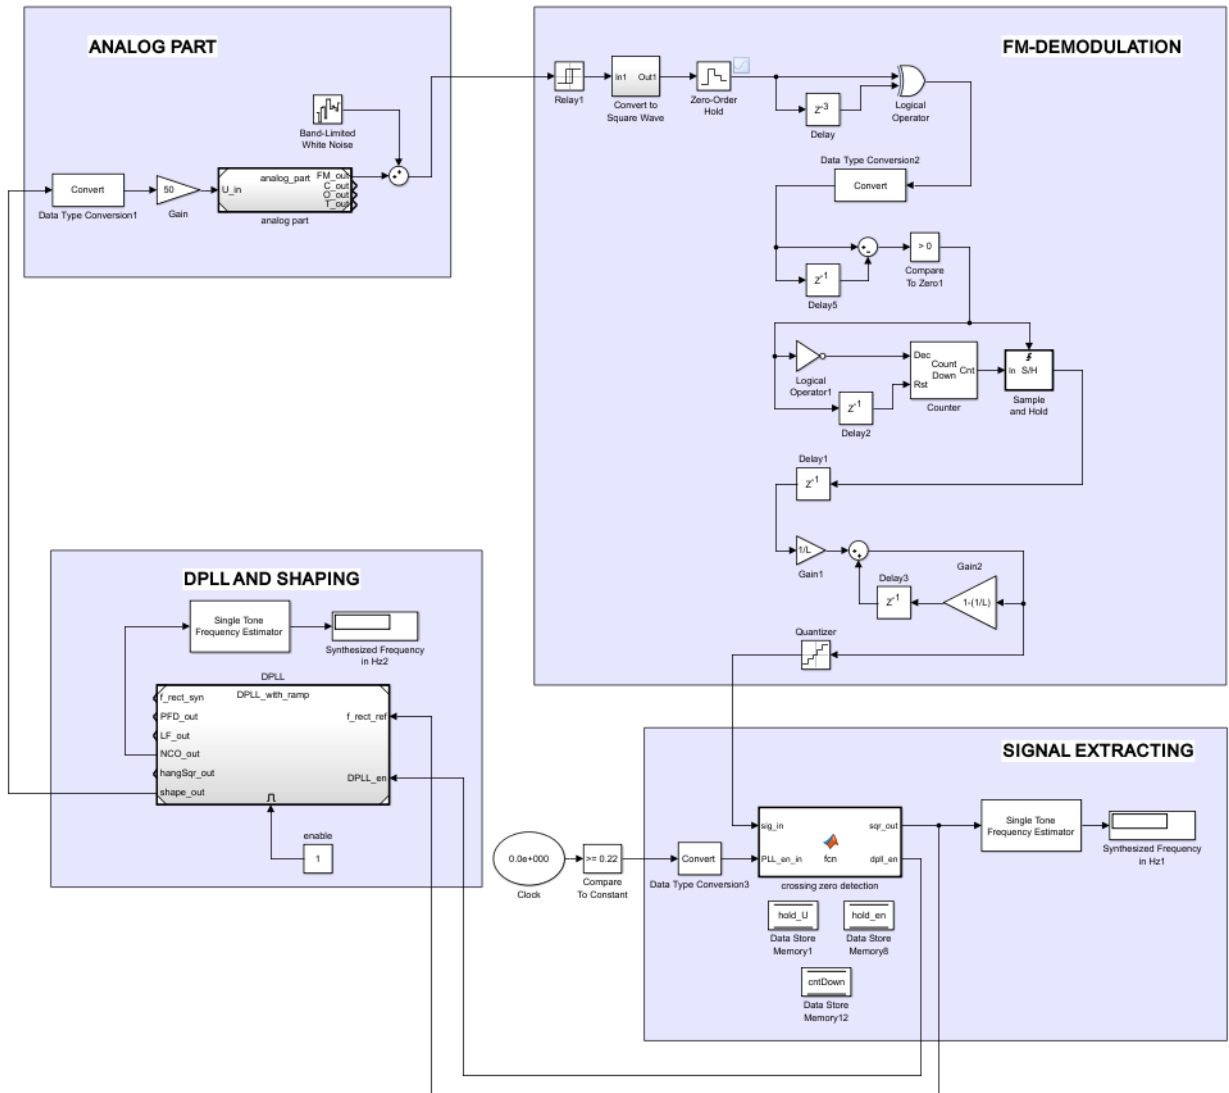 ANALOG PART
Band-Limited
White Noise
Convert
Data Type Conversion1
50
Gain
U_in
analog_part
FM_out
C_out
O_out
T_out
analog part
FM-DEMODULATION
Relay1
In1 Out1
Convert to
Square Wave
Zero-Order
Hold
Z-3
Delay
Logical
Operator
Data Type Conversion2
Convert
Z-1
Delay5
> 0
Compare
To Zero1
Logical
Operator1
Z-1
Delay2
Dec
Rst
Count
Down
Cnt
Counter
In S/H
Sample
and Hold
Delay1
Z-1
1/L
Gain1
Delay3
Z-1
Gain2
1-(1/L)
Quantizer
DPLL AND SHAPING
Single Tone
Frequency Estimator
Synthesized Frequency
in Hz2
DPLL
DPLL_with_ramp
f_rect_syn
PFD_out
LF_out
NCO_out
hangSqr_out
shape_out
f_rect_ref
DPLL_en
enable
1
SIGNAL EXTRACTING
0.0e+000
Clock
>= 0.22
Compare
To Constant
Convert
Data Type Conversion3
sig_in
PLL_en_in
fcn
sqr_out
dpll_en
crossing zero detection
Single Tone
Frequency Estimator
Synthesized Frequency
in Hz1
hold_U
Data Store
Memory1
hold_en
Data Store
Memory8
cntDown
Data Store
Memory12